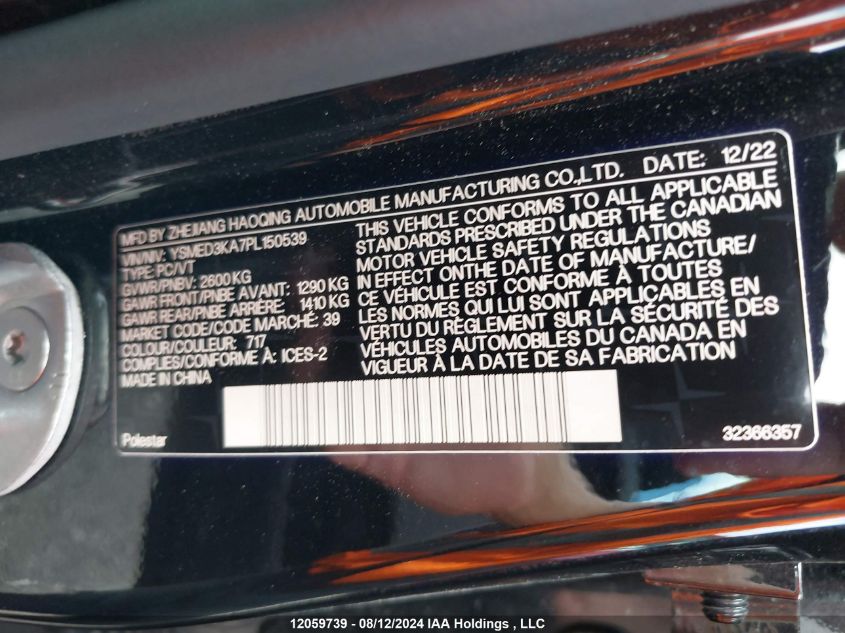 MFD BY ZHEJIANG HAOQING AUTOMOBILE MANUFACTURING CO.,LTD. DATE: 12/22
VIN/NIV: YSMED3KA7PL150539
TYPE: PC/VT
GVWR/PNBV: 2600 KG
GAWR FRONT/PNBE AVANT: 1290 KG
GAWR REAR/PNBE ARRIÈRE: 1410 KG
MARKET CODE/CODE MARCHÉ: 39
COLOUR/COULEUR: 717
COMPLIES/CONFORME À: ICES-2
MADE IN CHINA
THIS VEHICLE CONFORMS TO ALL APPLICABLE
STANDARDS PRESCRIBED UNDER THE CANADIAN
MOTOR VEHICLE SAFETY REGULATIONS
IN EFFECT ONTHE DATE OF MANUFACTURE/
CE VÉHICULE EST CONFORME À TOUTES
LES NORMES QUI LUI SONT APPLICABLES EN
VERTU DU RÈGLEMENT SUR LA SÉCURITÉ DES
VÉHICULES AUTOMOBILES DU CANADA EN
VIGUEUR À LA DATE DE SA FABRICATION
Polestar
32366357
12059739 - 08/12/2024 IAA Holdings , LLC